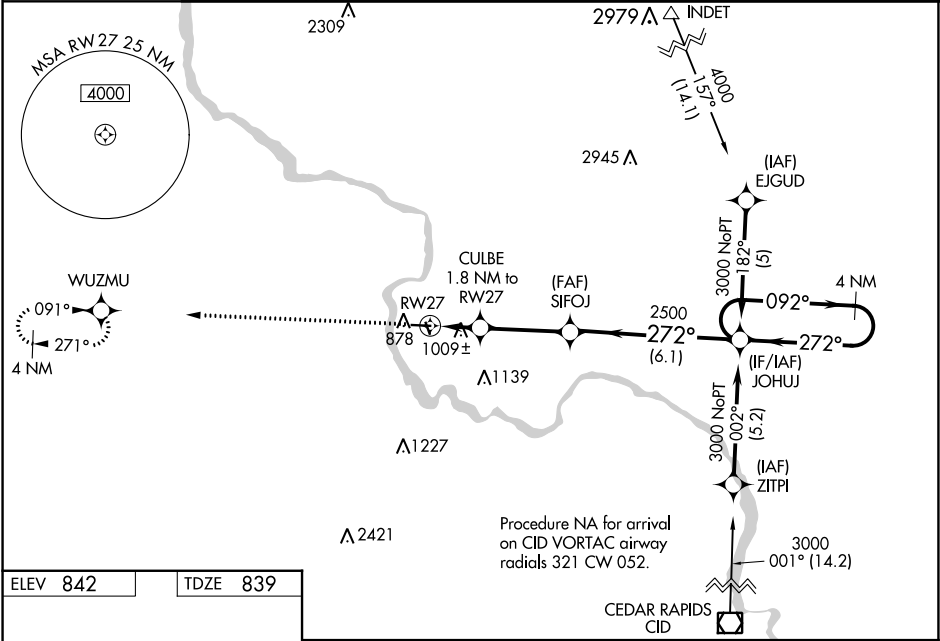 2309
2979 INDET
MSA RW27 25 NM
4000
4000
157°
(14.1)
2945
(IAF)
EJGUD
3000 NoPT
182°
(5)
4 NM
092°
272°
CULBE
1.8 NM to
RW27
(FAF)
SIFOJ
2500
272°
(6.1)
(IF/IAF)
JOHUJ
WUZMU
091°
271°
4 NM
RW27
878
1009±
1139
3000 NoPT
002°
(5.2)
1227
(IAF)
ZITPI
2421
Procedure NA for arrival
on CID VORTAC airway
radials 321 CW 052.
3000
001° (14.2)
ELEV 842
TDZE 839
CEDAR RAPIDS
CID